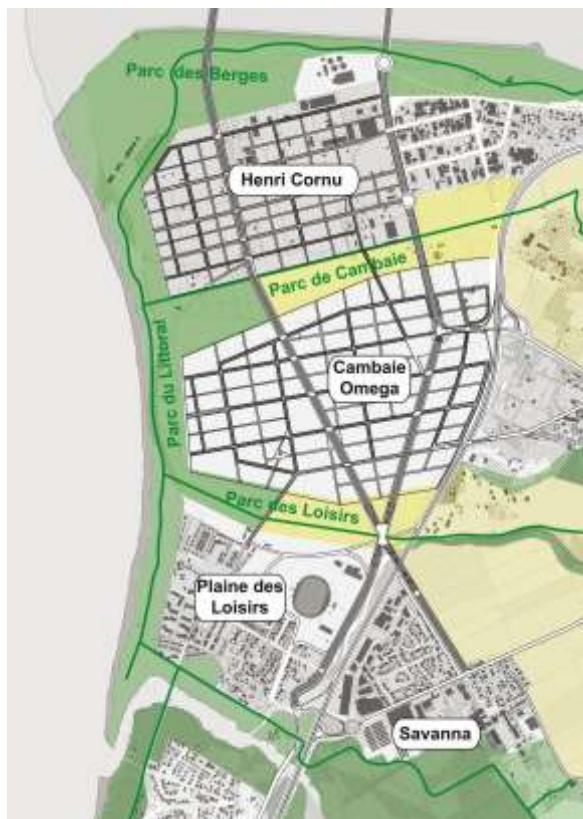 Parc des Berges
Henri Cornu
Parc de Cambaie
Parc du Littoral
Cambaie
Omega
Parc des Loisirs
Plaine des
Loisirs
Savanna